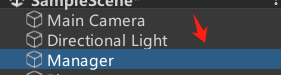 SampleScene*
Main Camera
Directional Light
Manager